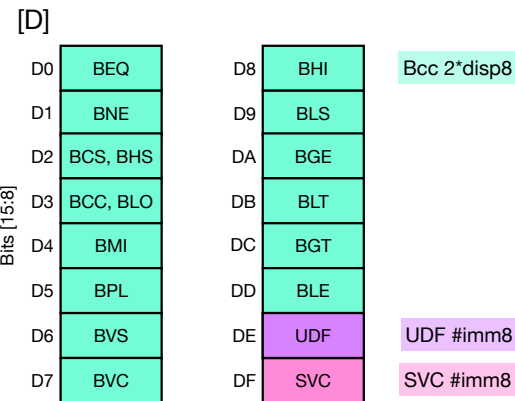 [D]
D0 BEQ D8 BHI Bcc 2*disp8
D1 BNE D9 BLS
D2 BCS, BHS DA BGE
D3 BCC, BLO DB BLT
Bits [15:8]
D4 BMI DC BGT
D5 BPL DD BLE
D6 BVS DE UDF UDF #imm8
D7 BVC DF SVC SVC #imm8